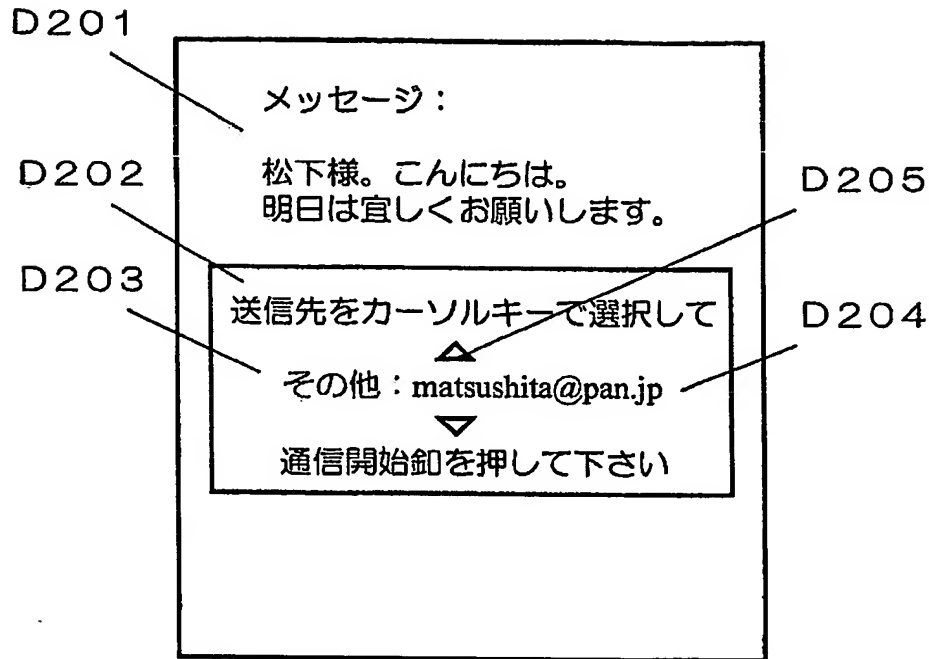 D201
メッセージ：
D202
松下様。こんにちは。
明日は宜しくお願いします。
D205
D203
送信先をカーソルキーで選択して
△
D204
その他：matsushita@pan.jp
▽
通信開始釦を押して下さい